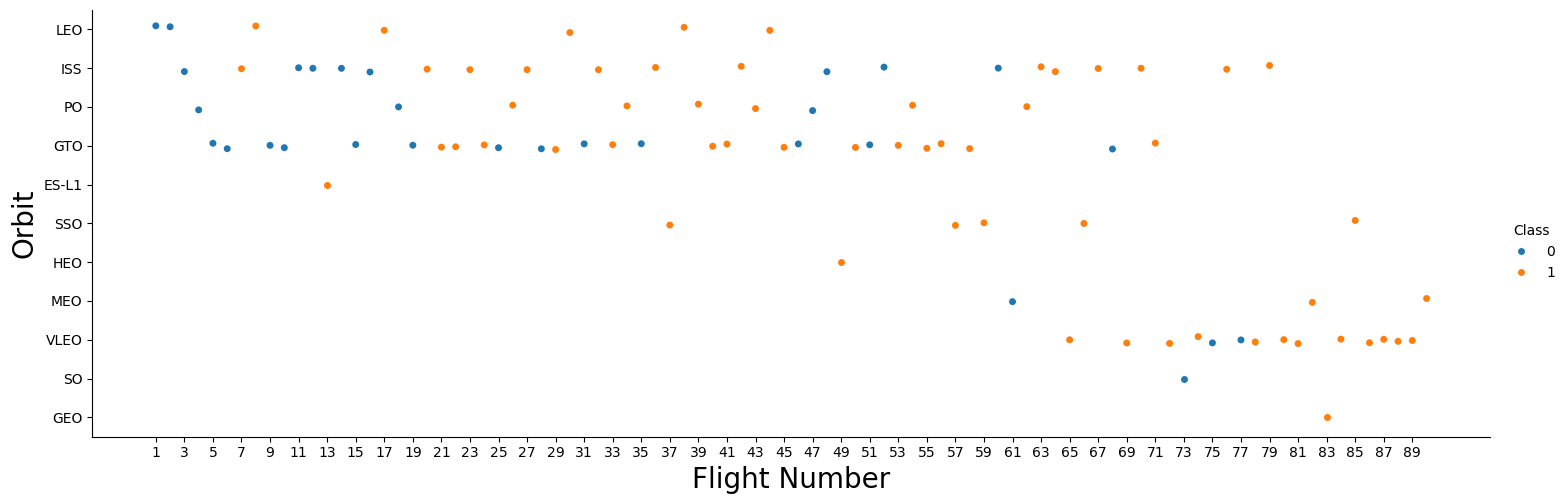 LEO
ISS
PO
GTO
ES-L1
SSO
HEO
MEO
VLEO
SO
GEO
Orbit
1 3 5 7 9 11 13 15 17 19 21 23 25 27 29 31 33 35 37 39 41 43 45 47 49 51 53 55 57 59 61 63 65 67 69 71 73 75 77 79 81 83 85 87 89
Flight Number
Class
0
1